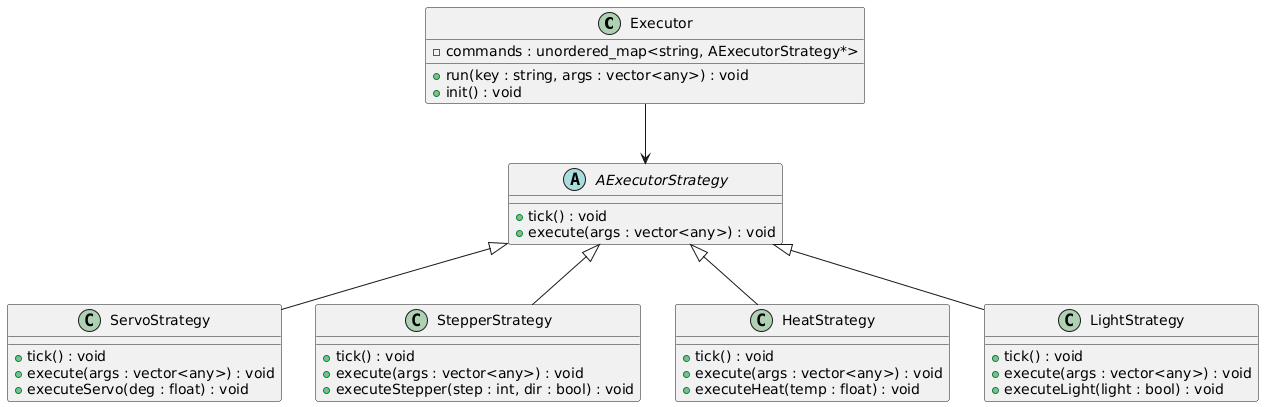 C Executor
commands : unordered_map<string, AExecutorStrategy*>
run(key : string, args : vector<any>) : void
init() : void
A AExecutorStrategy
tick() : void
execute(args : vector<any>) : void
C ServoStrategy
tick() : void
execute(args : vector<any>) : void
executeServo(deg : float) : void
C StepperStrategy
tick() : void
execute(args : vector<any>) : void
executeStepper(step : int, dir : bool) : void
C HeatStrategy
tick() : void
execute(args : vector<any>) : void
executeHeat(temp : float) : void
C LightStrategy
tick() : void
execute(args : vector<any>) : void
executeLight(light : bool) : void